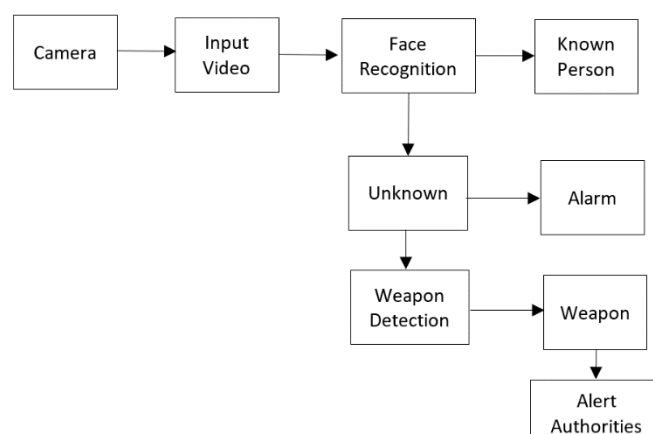 Camera
Input
Video
Face
Recognition
Known
Person
Unknown
Alarm
Weapon
Detection
Weapon
Alert
Authorities